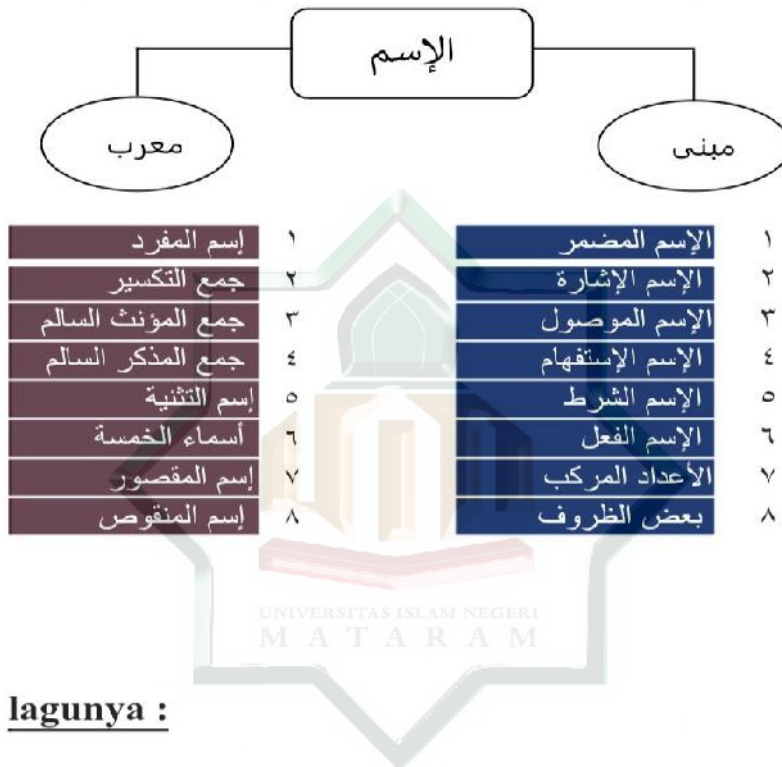 الإسم
مبنى
معرب
١ الإسم المضمر
٢ الإسم الإشارة
٣ الإسم الموصول
٤ الإسم الإستفهام
٥ الإسم الشرط
٦ الإسم الفعل
٧ الأعداد المركب
٨ بعض الظروف
١ إسم المفرد
٢ جمع التكسير
٣ جمع المؤنث السالم
٤ جمع المذكر السالم
٥ إسم التثنية
٦ أسماء الخمسة
٧ إسم المقصور
٨ إسم المنقوص
UNIVERSITAS ISLAM NEGERI
MATARAM
lagunya :